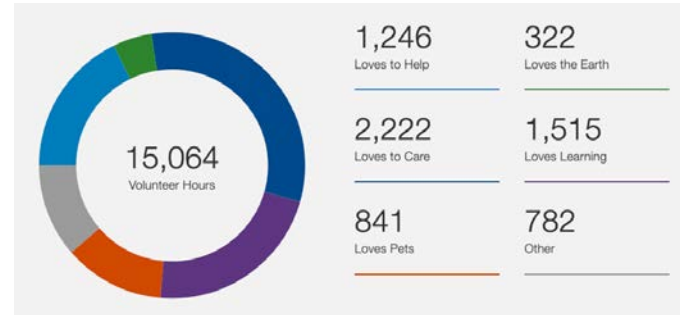 15,064
Volunteer Hours
1,246
Loves to Help
322
Loves the Earth
2,222
Loves to Care
1,515
Loves Learning
841
Loves Pets
782
Other